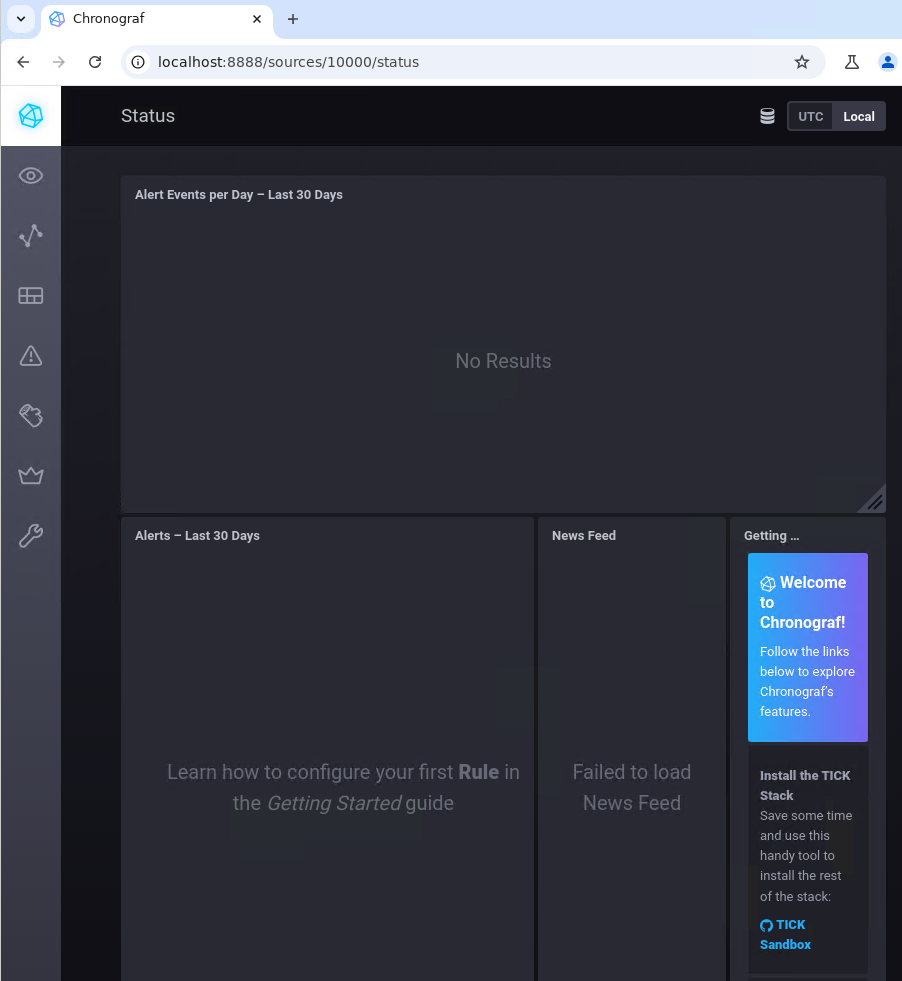 Chronograf
localhost:8888/sources/10000/status
Status
UTC
Local
Alert Events per Day – Last 30 Days
No Results
Alerts – Last 30 Days
Learn how to configure your first Rule in
the Getting Started guide
News Feed
Failed to load
News Feed
Getting ...
Welcome
to
Chronograf!
Follow the links
below to explore
Chronograf's
features.
Install the TICK
Stack
Save some time
and use this
handy tool to
install the rest
of the stack:
TICK
Sandbox